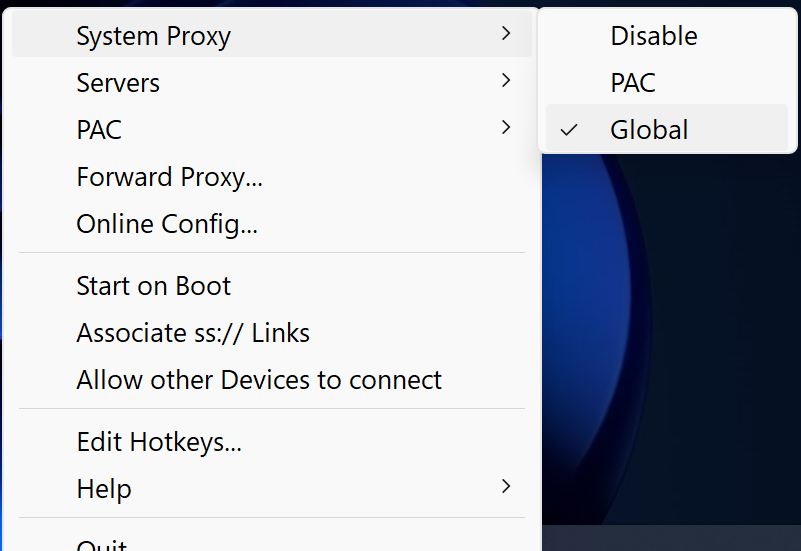 System Proxy
Servers
PAC
Forward Proxy...
Online Config...
Start on Boot
Associate ss:// Links
Allow other Devices to connect
Edit Hotkeys...
Help
Quit
Disable
PAC
Global